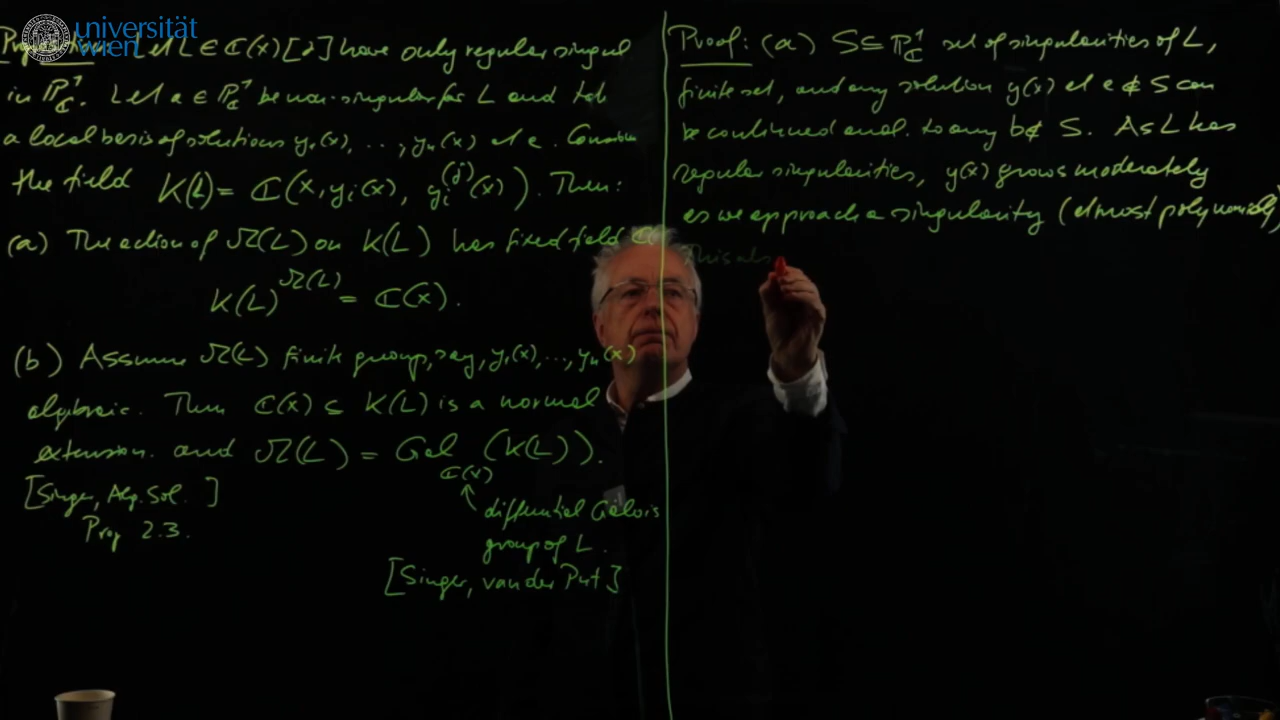 universität
wien
Proposition: Let L ∈ ℂ(x)[∂] have only regular singul
in ℙ¹_ℂ. Let a ∈ ℙ¹_ℂ be non-singular for L and
a local basis of solutions y₁(x), ..., yₙ(x) at a. Consider
the field K(L) = ℂ(x, yᵢ(x), yᵢ^(j)(x)). Then:
(a) The action of π(L) on K(L) has fixed field ℂ(
K(L)^π(L) = ℂ(x).
(b) Assume π(L) finite group, say, y₁(x), ..., yₙ(x)
algebraic. Then ℂ(x) ⊆ K(L) is a normal
extension. and π(L) = Gal_ℂ(x) (K(L)).
[Singer, Alg. Sol. ]
Prop 2.3.
differential Galois
group of L.
[Singer, van der Put]
Proof: (a) S ⊆ ℙ¹_ℂ set of singularities of L,
finite set, and any solution y(x) at a ∉ S can
be continued anal. to any b ∉ S. As L has
regular singularities, y(x) grows moderately
as we approach a singularity (almost polynomially)
This als